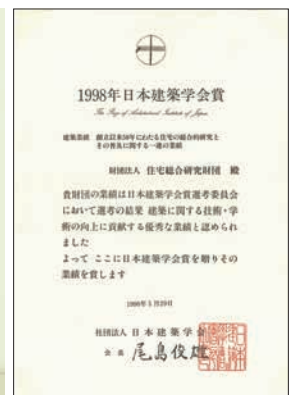 1998年日本建築学会賞
The Prize of Architectural Institute of Japan
建築業績 創立以来50年にわたる住宅の総合的研究と
その普及に関する一連の業績
財団法人 住宅総合研究財団 殿
貴財団の業績は日本建築学会賞選考委員会
において選考の結果 建築に関する技術・学
術の向上に貢献する優秀な業績と認められ
ました
よって ここに日本建築学会賞を贈りその
業績を賞します
1998年5月29日
社団法人 日本建築学会
会長 尾島俊雄